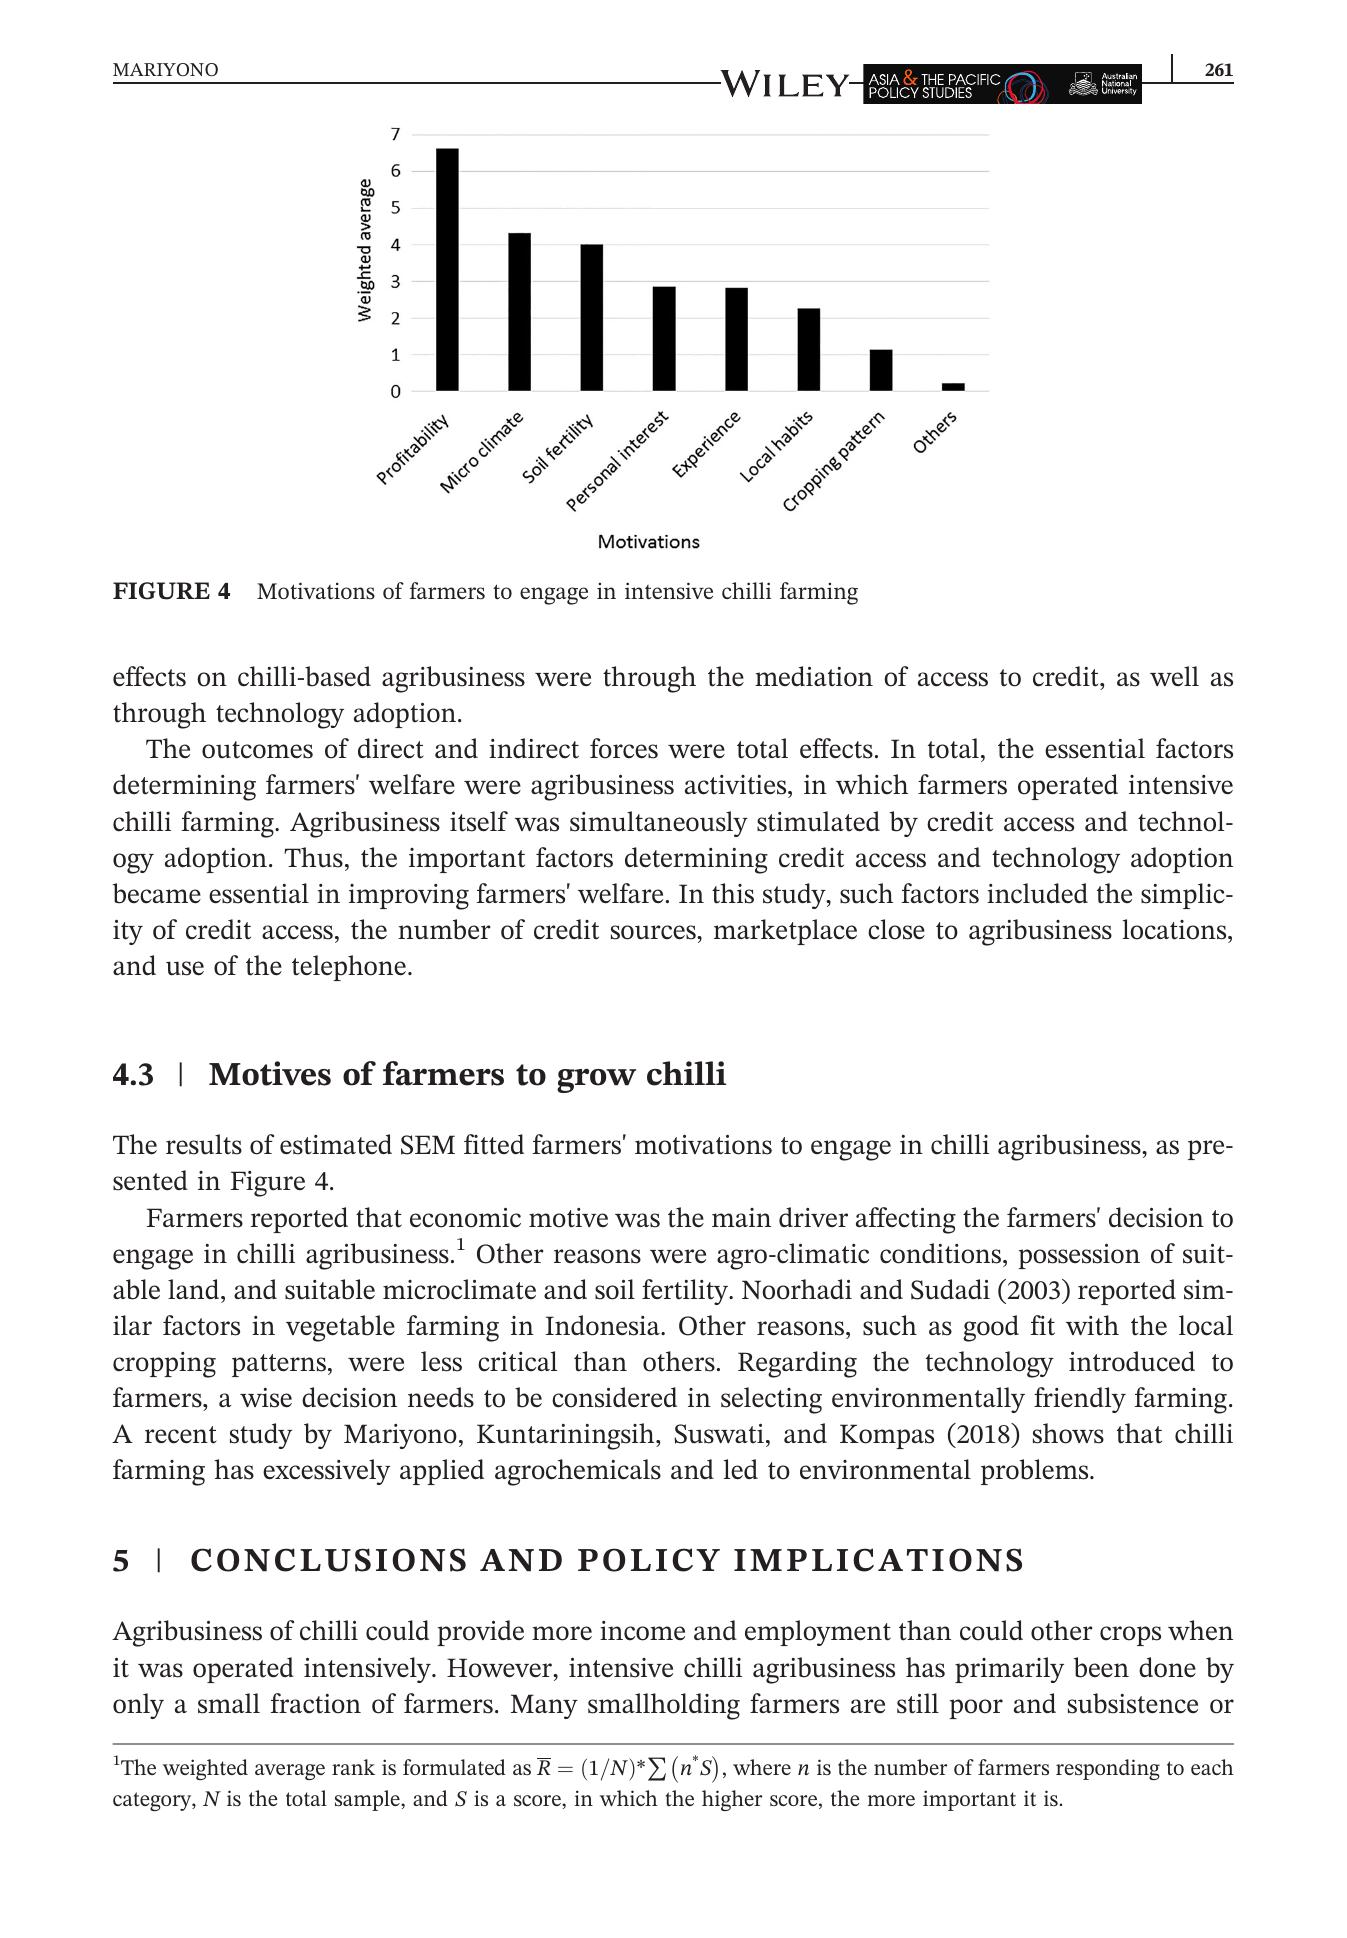 MARIYONO
WILEY
ASIA & THE PACIFIC
POLICY STUDIES
Australian
National
University
261
7
6
5
4
3
2
1
0
Weighted average
Profitability
Micro climate
Soil fertility
Personal interest
Experience
Local habits
Cropping pattern
Others
Motivations
FIGURE 4 Motivations of farmers to engage in intensive chilli farming
effects on chilli-based agribusiness were through the mediation of access to credit, as well as
through technology adoption.
The outcomes of direct and indirect forces were total effects. In total, the essential factors
determining farmers' welfare were agribusiness activities, in which farmers operated intensive
chilli farming. Agribusiness itself was simultaneously stimulated by credit access and technol-
ogy adoption. Thus, the important factors determining credit access and technology adoption
became essential in improving farmers' welfare. In this study, such factors included the simplic-
ity of credit access, the number of credit sources, marketplace close to agribusiness locations,
and use of the telephone.
4.3 | Motives of farmers to grow chilli
The results of estimated SEM fitted farmers' motivations to engage in chilli agribusiness, as pre-
sented in Figure 4.
Farmers reported that economic motive was the main driver affecting the farmers' decision to
engage in chilli agribusiness.¹ Other reasons were agro-climatic conditions, possession of suit-
able land, and suitable microclimate and soil fertility. Noorhadi and Sudadi (2003) reported sim-
ilar factors in vegetable farming in Indonesia. Other reasons, such as good fit with the local
cropping patterns, were less critical than others. Regarding the technology introduced to
farmers, a wise decision needs to be considered in selecting environmentally friendly farming.
A recent study by Mariyono, Kuntariningsih, Suswati, and Kompas (2018) shows that chilli
farming has excessively applied agrochemicals and led to environmental problems.
5 | CONCLUSIONS AND POLICY IMPLICATIONS
Agribusiness of chilli could provide more income and employment than could other crops when
it was operated intensively. However, intensive chilli agribusiness has primarily been done by
only a small fraction of farmers. Many smallholding farmers are still poor and subsistence or
¹The weighted average rank is formulated as R̅ = (1/N)*∑(n*S), where n is the number of farmers responding to each
category, N is the total sample, and S is a score, in which the higher score, the more important it is.